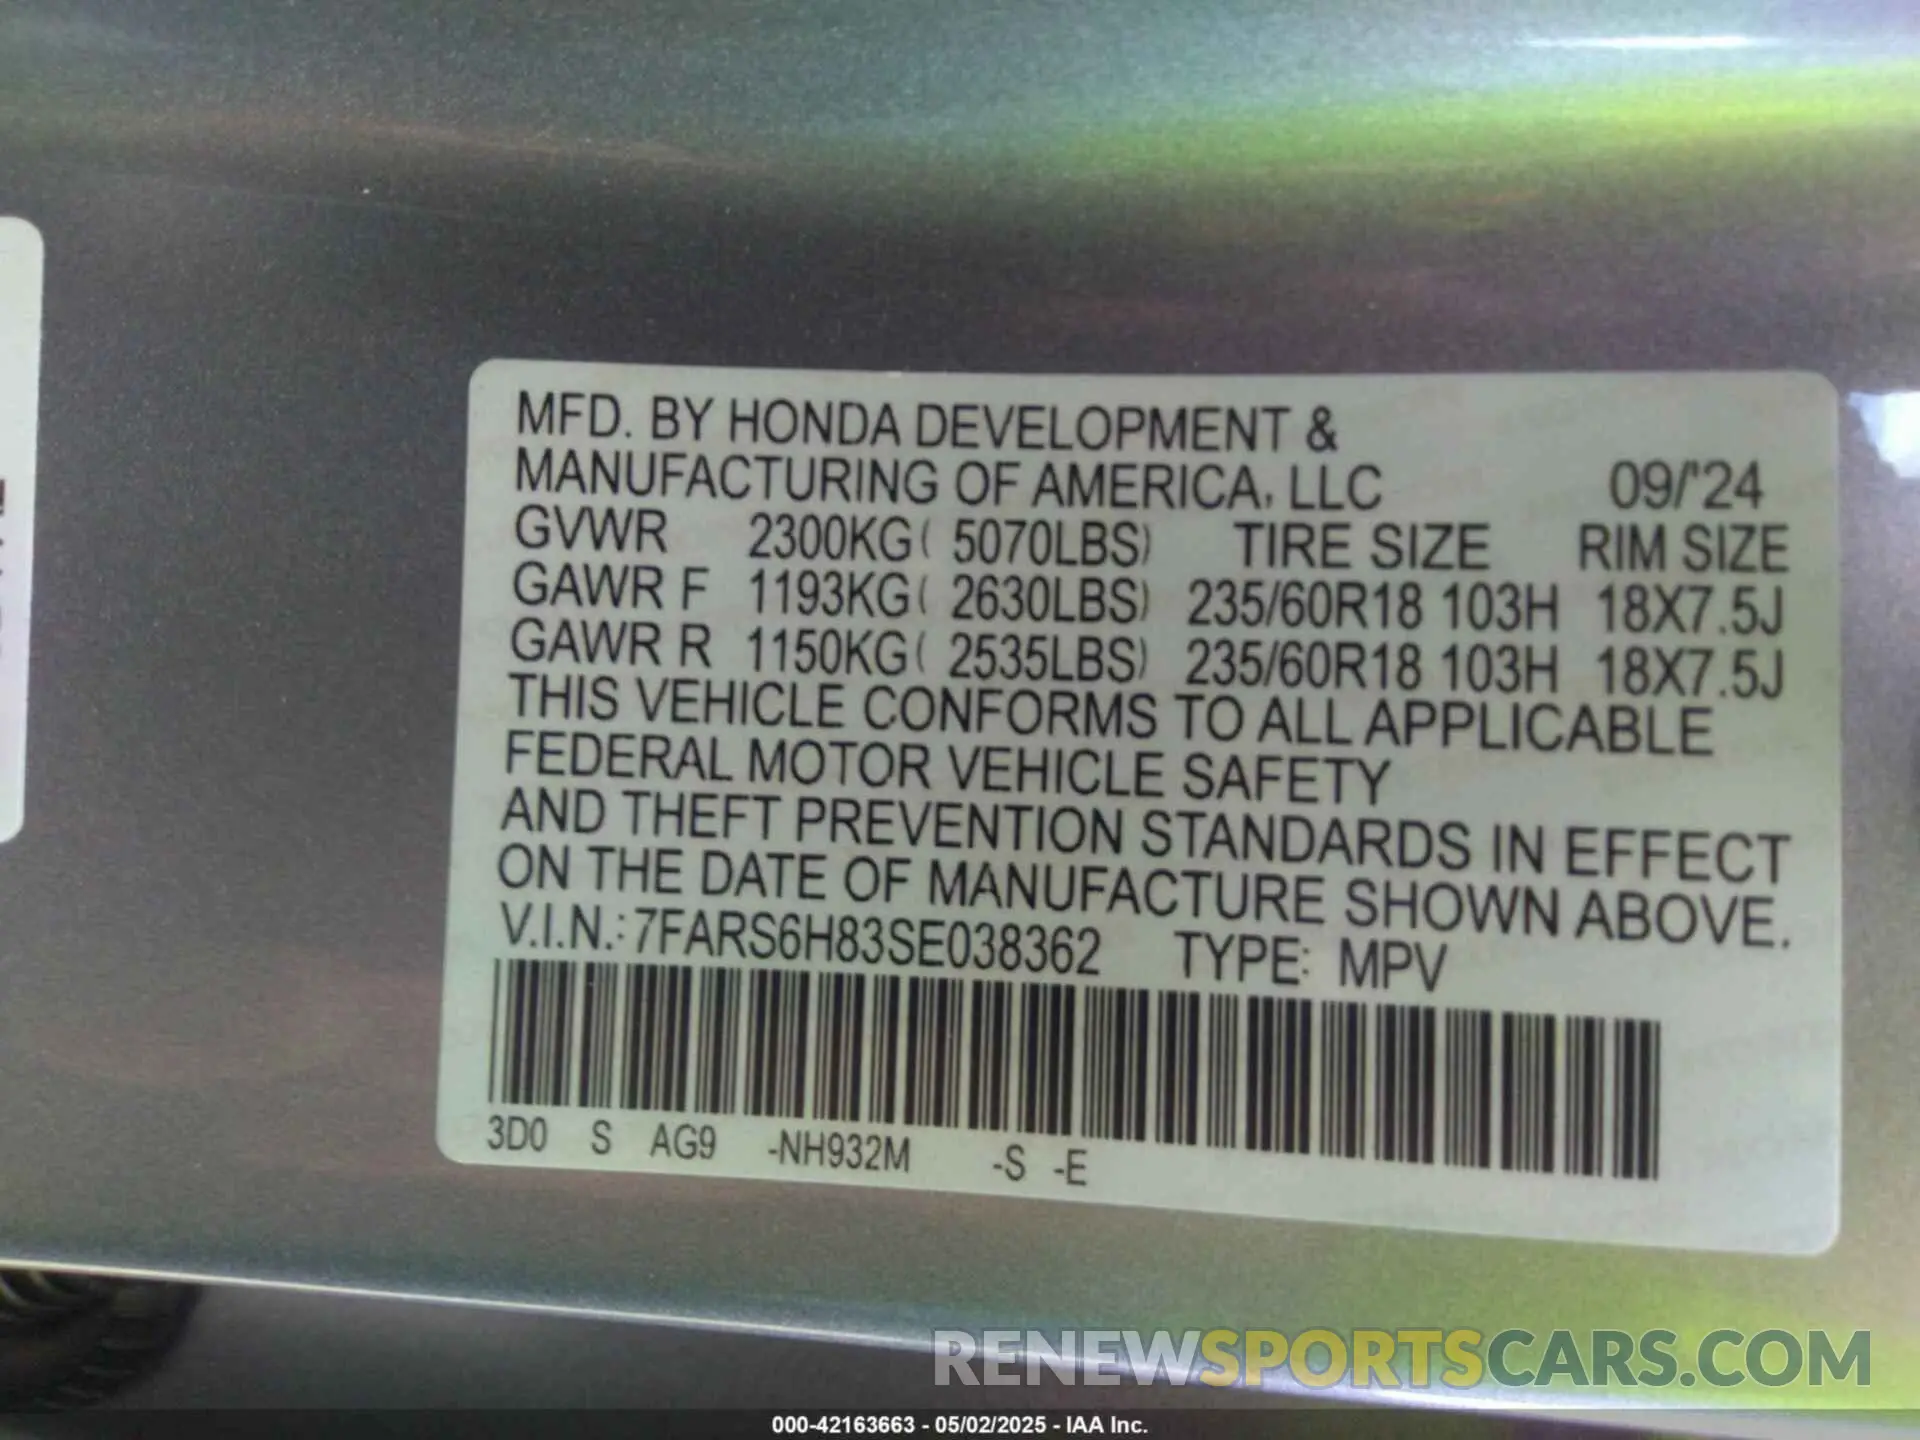 MFD. BY HONDA DEVELOPMENT &
MANUFACTURING OF AMERICA, LLC 09/'24
GVWR 2300KG( 5070LBS) TIRE SIZE RIM SIZE
GAWR F 1193KG( 2630LBS) 235/60R18 103H 18X7.5J
GAWR R 1150KG( 2535LBS) 235/60R18 103H 18X7.5J
THIS VEHICLE CONFORMS TO ALL APPLICABLE
FEDERAL MOTOR VEHICLE SAFETY
AND THEFT PREVENTION STANDARDS IN EFFECT
ON THE DATE OF MANUFACTURE SHOWN ABOVE.
V.I.N.: 7FARS6H83SE038362 TYPE: MPV
3D0 S AG9 -NH932M -S -E
RENEWSPORTSCARS.COM
000-42163663 - 05/02/2025 - IAA Inc.